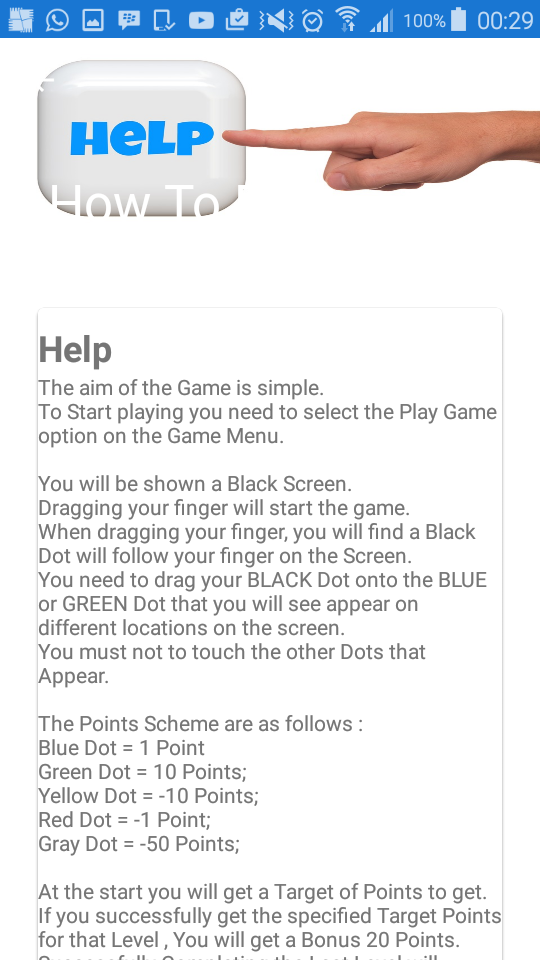 100% 00:29
HELP
How To
Help
The aim of the Game is simple.
To Start playing you need to select the Play Game
option on the Game Menu.
You will be shown a Black Screen.
Dragging your finger will start the game.
When dragging your finger, you will find a Black
Dot will follow your finger on the Screen.
You need to drag your BLACK Dot onto the BLUE
or GREEN Dot that you will see appear on
different locations on the screen.
You must not to touch the other Dots that
Appear.
The Points Scheme are as follows :
Blue Dot = 1 Point
Green Dot = 10 Points;
Yellow Dot = -10 Points;
Red Dot = -1 Point;
Gray Dot = -50 Points;
At the start you will get a Target of Points to get.
If you successfully get the specified Target Points
for that Level , You will get a Bonus 20 Points.